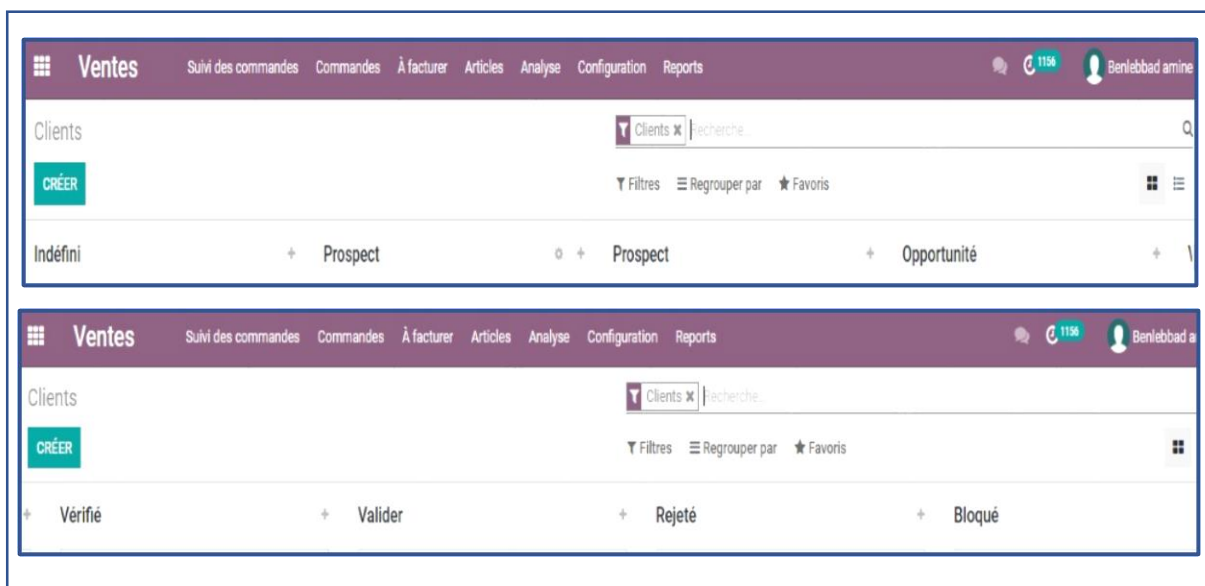 Ventes Suivi des commandes Commandes À facturer Articles Analyse Configuration Reports 1156 Benlebbad amine
Clients Clients × Recherche...
CRÉER Filtres Regrouper par Favoris
Indéfini + Prospect + Prospect + Opportunité +
Ventes Suivi des commandes Commandes À facturer Articles Analyse Configuration Reports 1156 Benlebbad a
Clients Clients × Recherche...
CRÉER Filtres Regrouper par Favoris
+ Vérifié + Valider + Rejeté + Bloqué